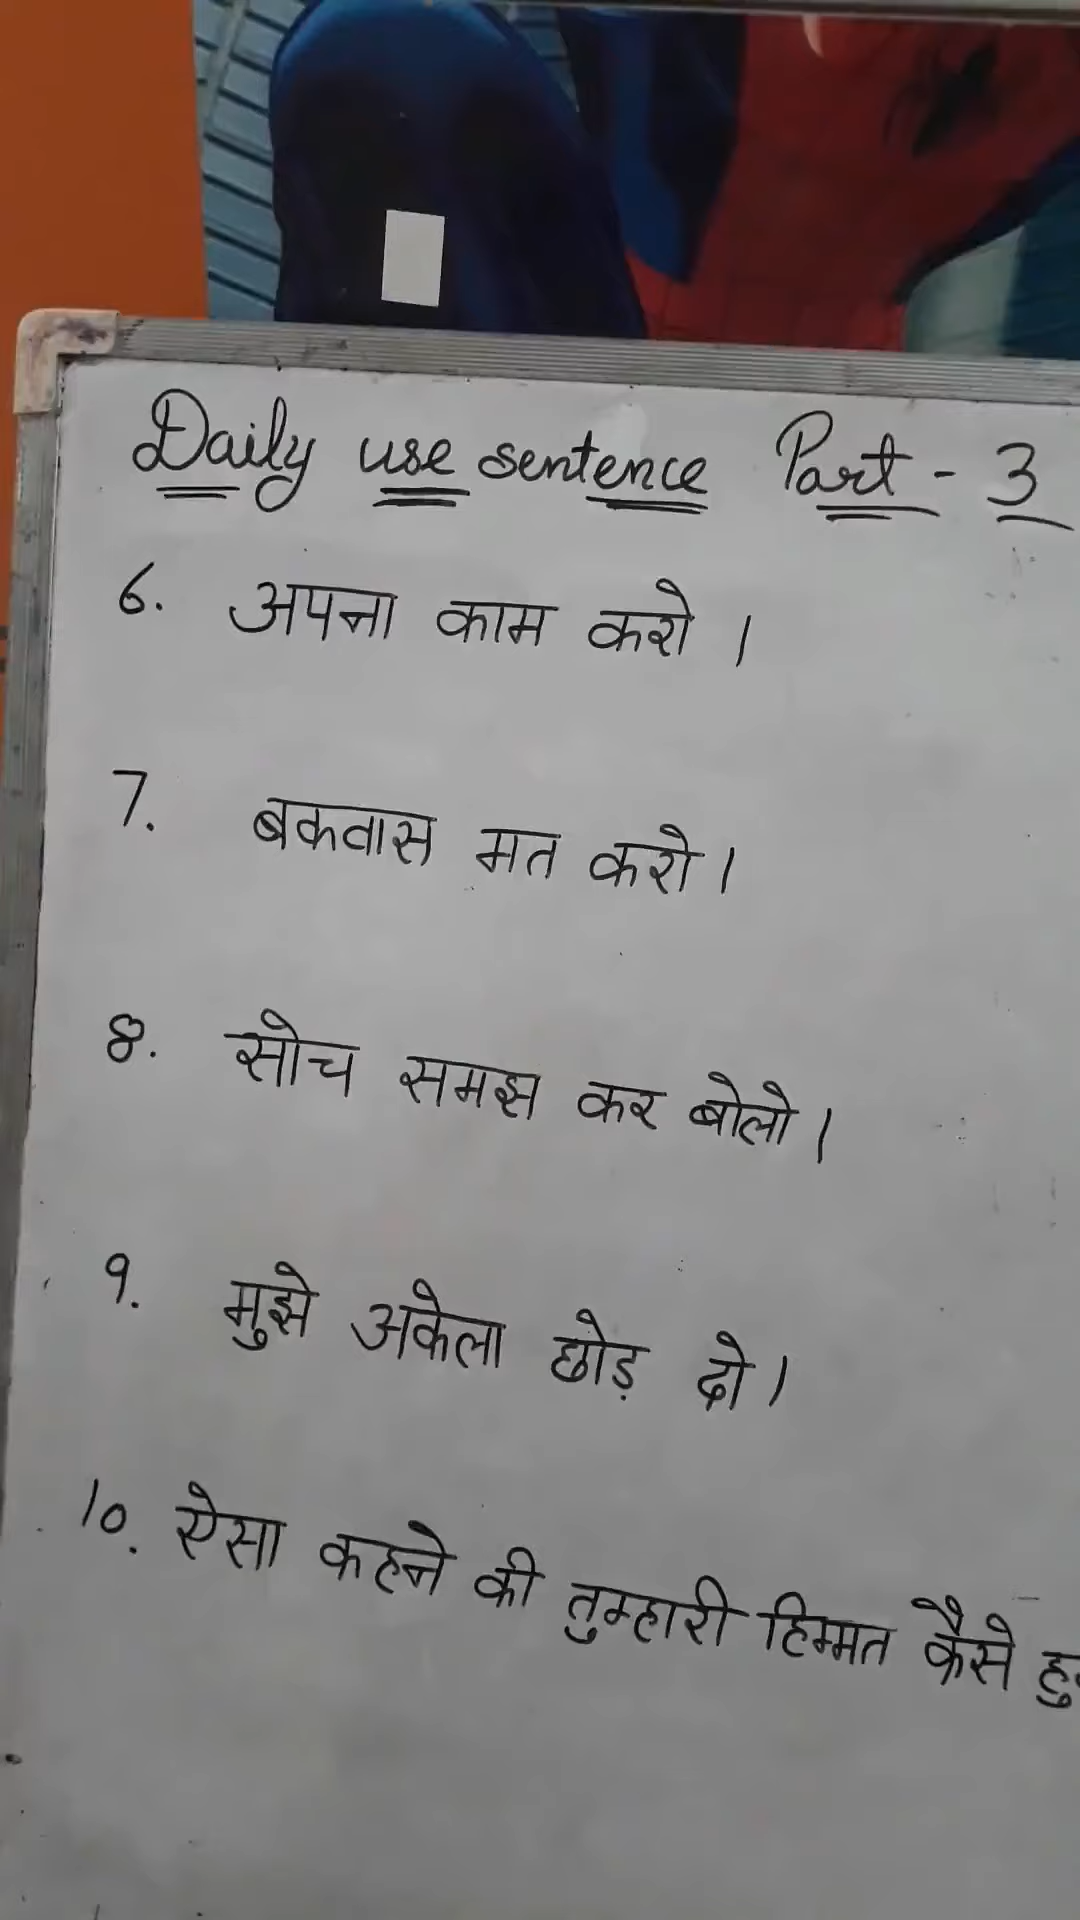 Daily use sentence Part - 3
6. अपना काम करो ।
7. बकवास मत करो ।
8. सोच समझ कर बोलो ।
9. मुझे अकेला छोड़ दो ।
10. ऐसा कहने की तुम्हारी हिम्मत कैसे